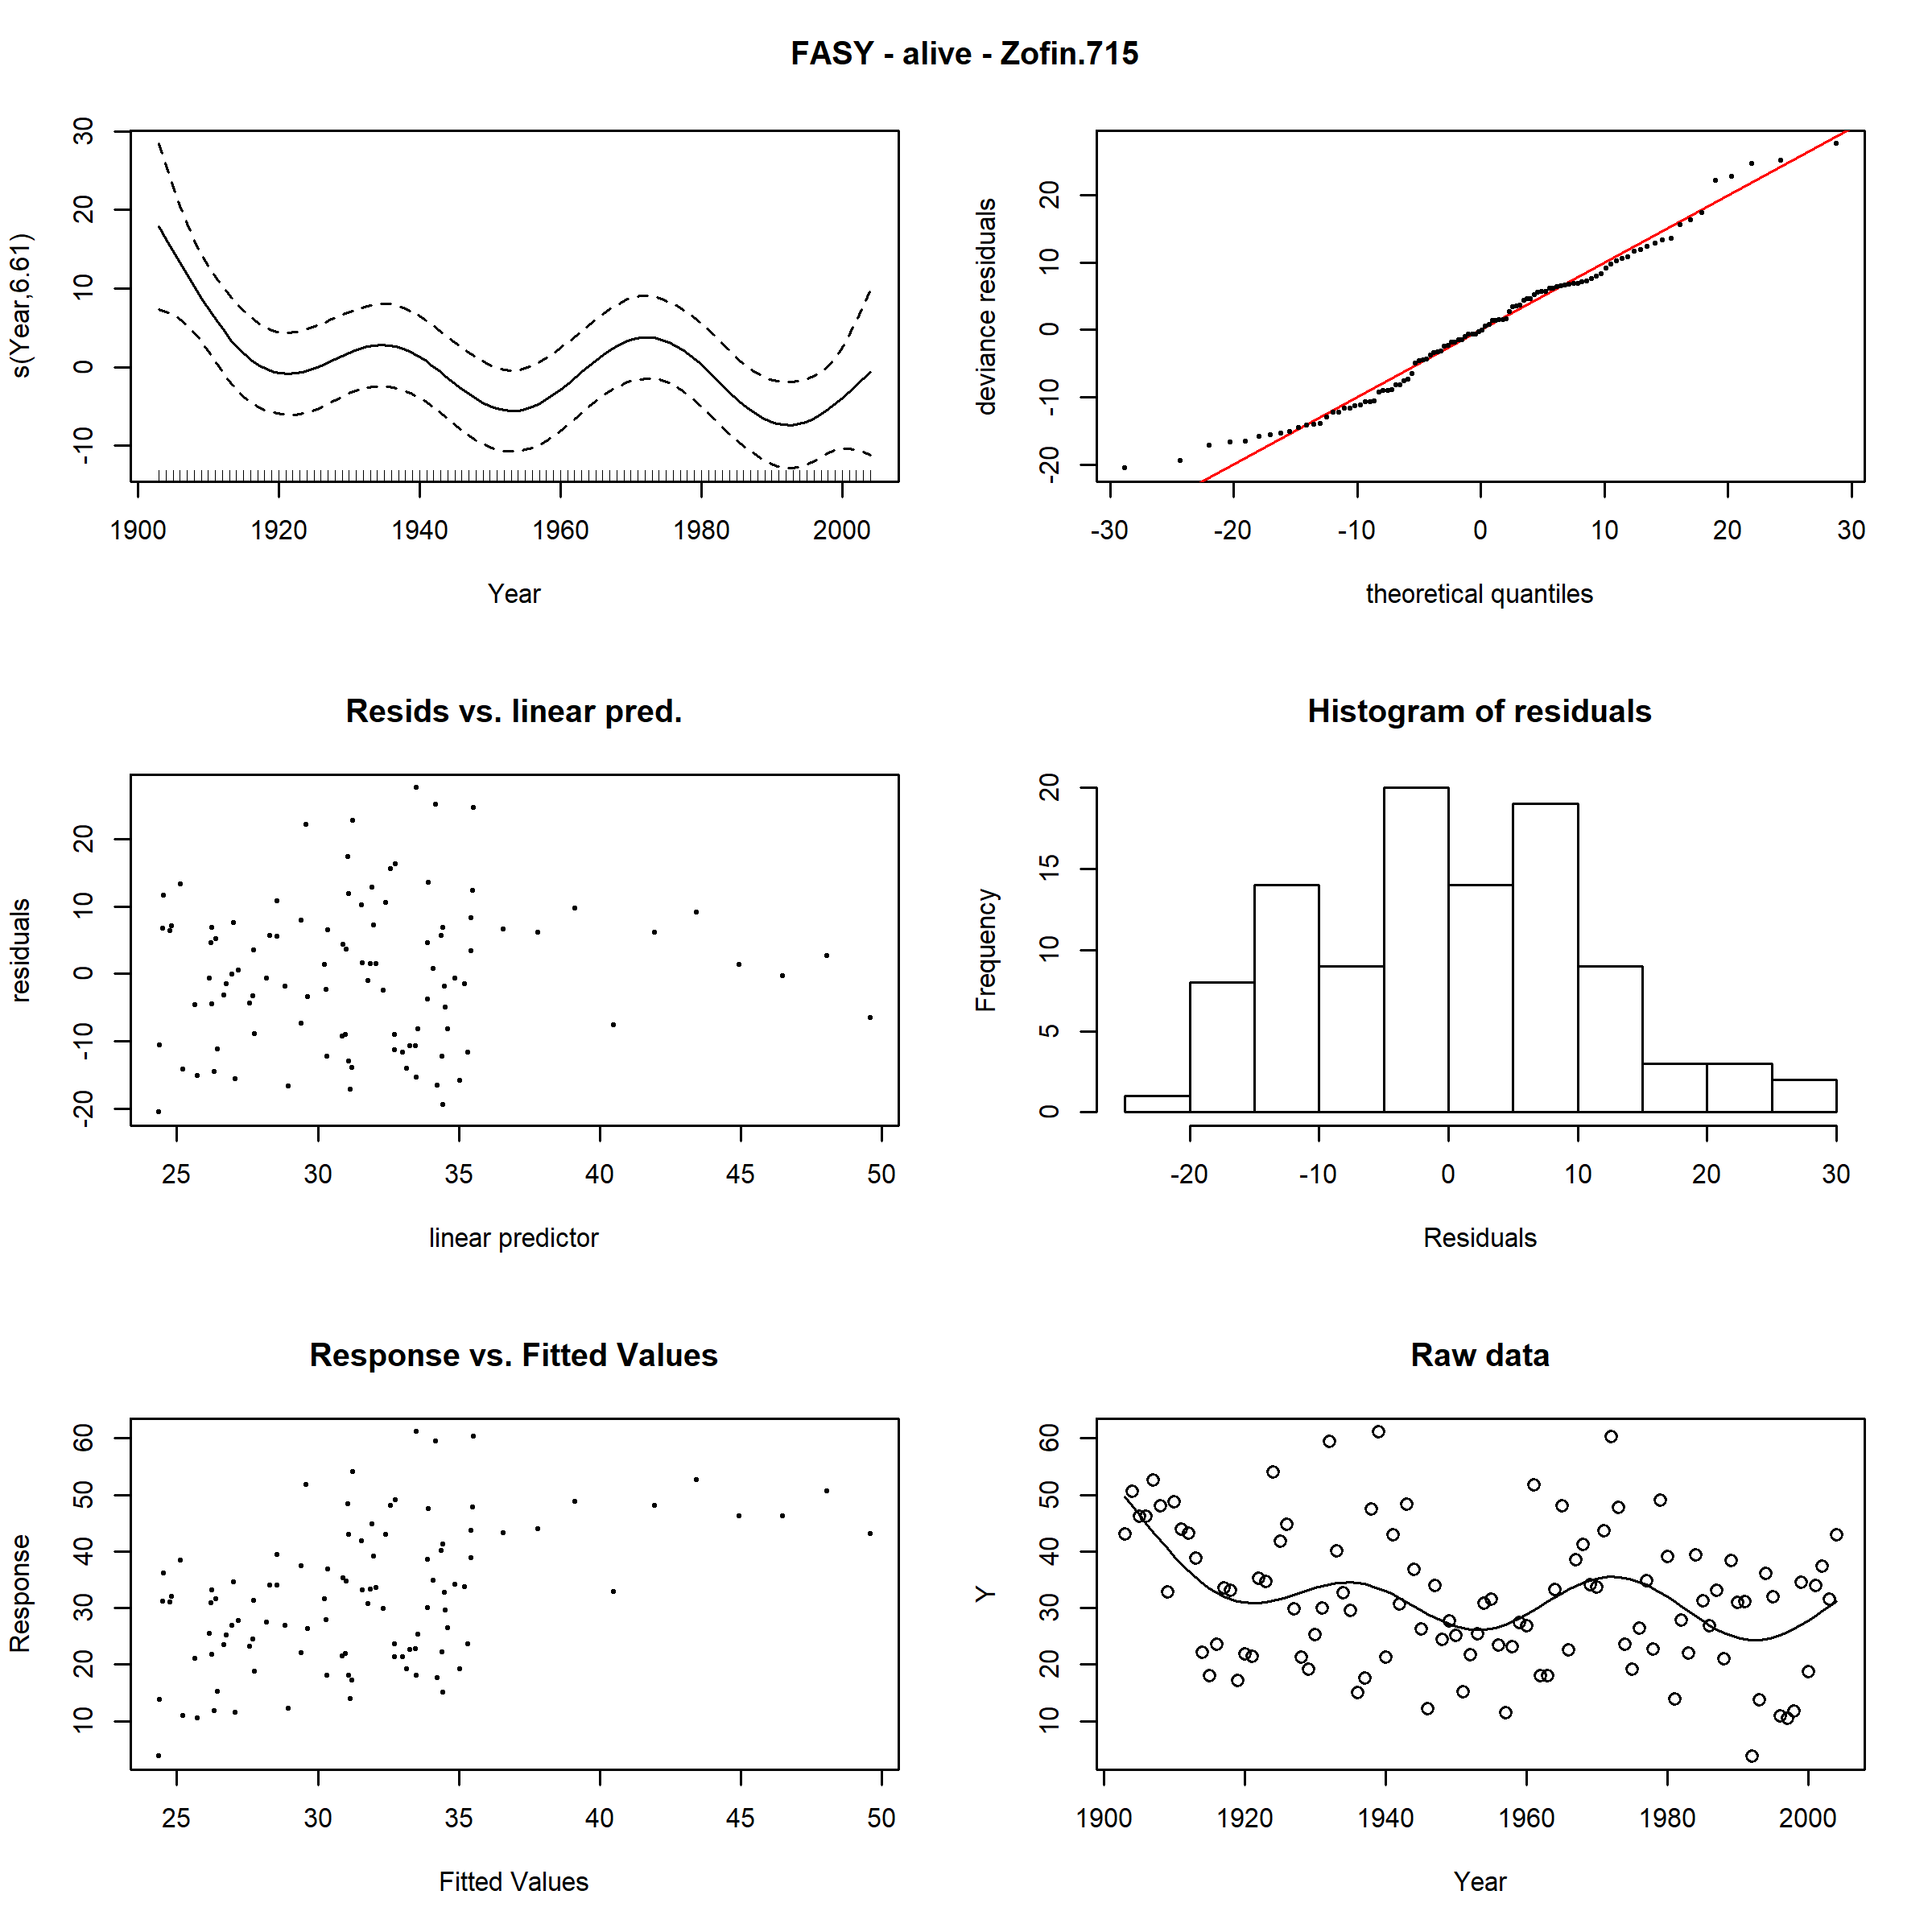 FASY - alive - Zofin.715
s(Year,6.61)
30
20
10
0
-10
1900 1920 1940 1960 1980 2000
Year
deviance residuals
20
10
0
-10
-20
-30 -20 -10 0 10 20 30
theoretical quantiles
Resids vs. linear pred.
residuals
20
10
0
-10
-20
25 30 35 40 45 50
linear predictor
Histogram of residuals
Frequency
20
15
10
5
0
-20 -10 0 10 20 30
Residuals
Response vs. Fitted Values
Response
60
50
40
30
20
10
25 30 35 40 45 50
Fitted Values
Raw data
Y
60
50
40
30
20
10
1900 1920 1940 1960 1980 2000
Year